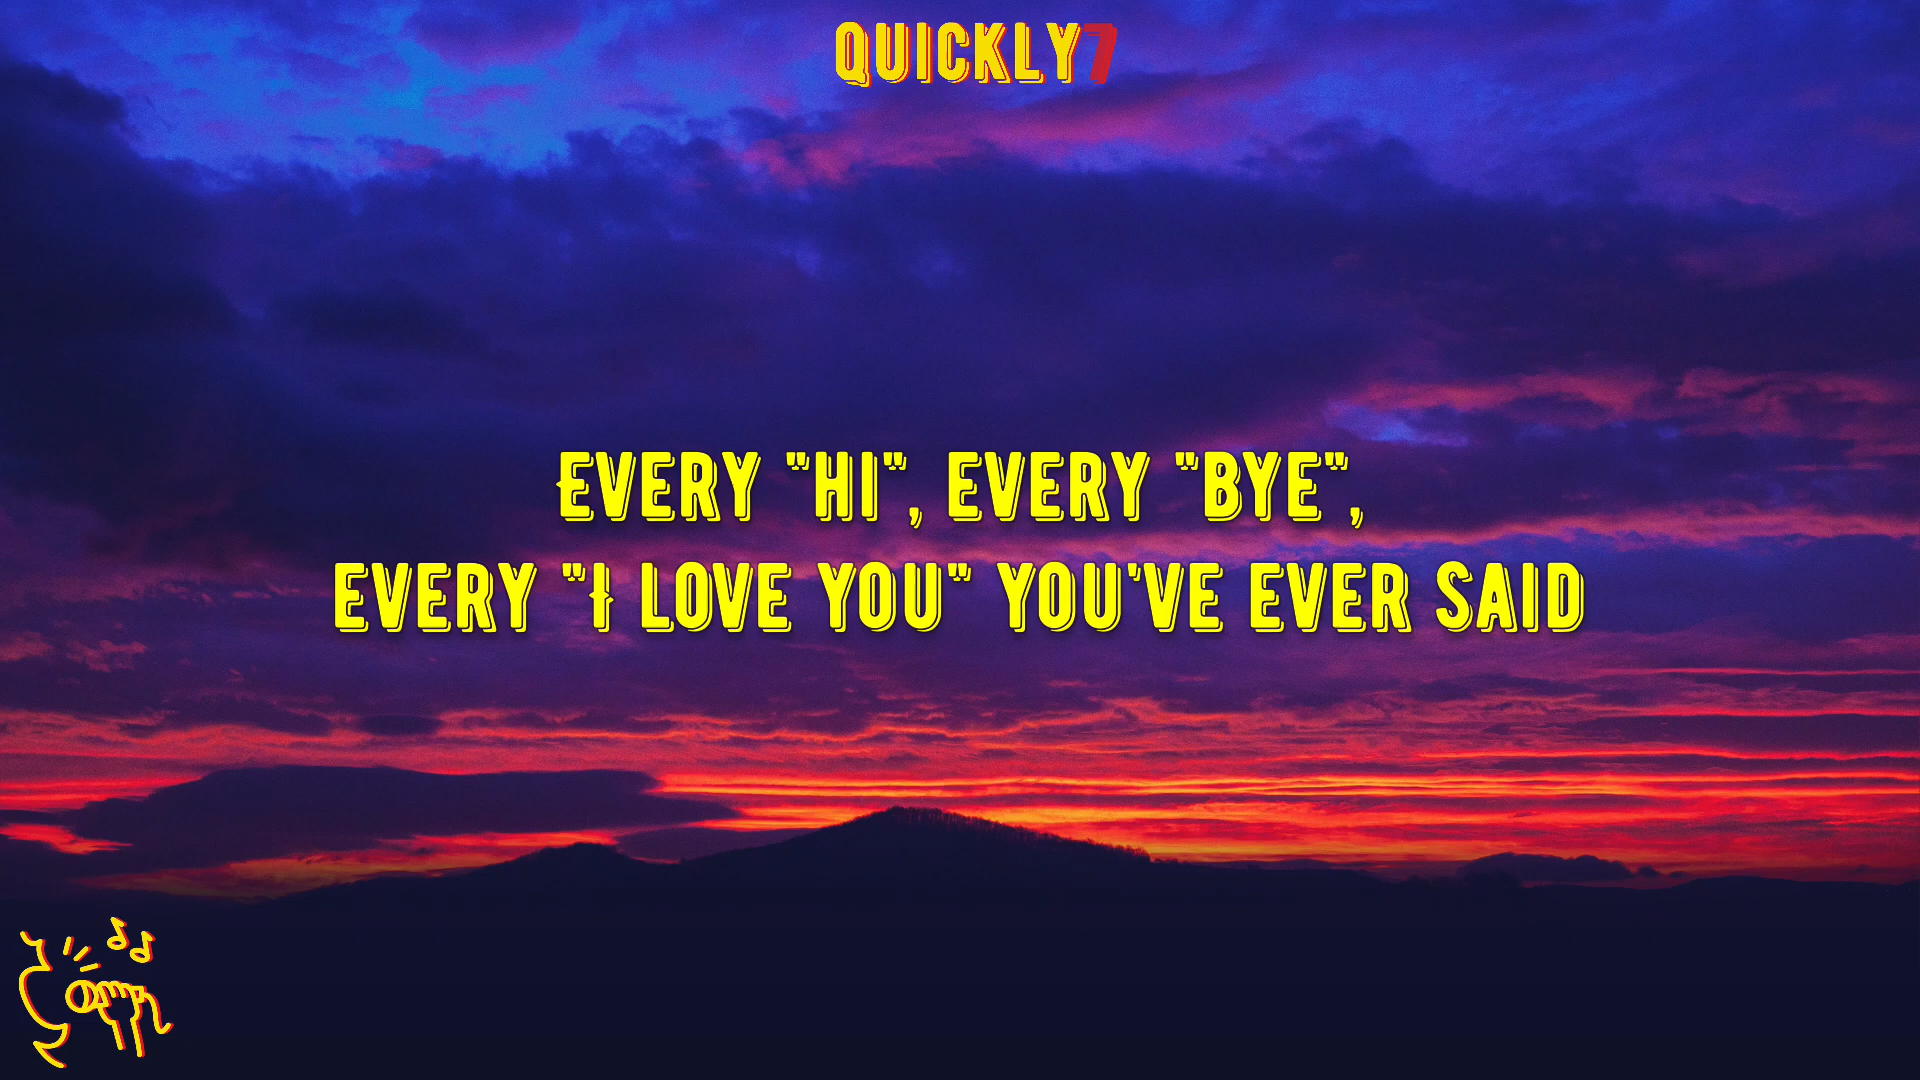 QUICKLY7
EVERY "HI", EVERY "BYE",
EVERY "I LOVE YOU" YOU'VE EVER SAID